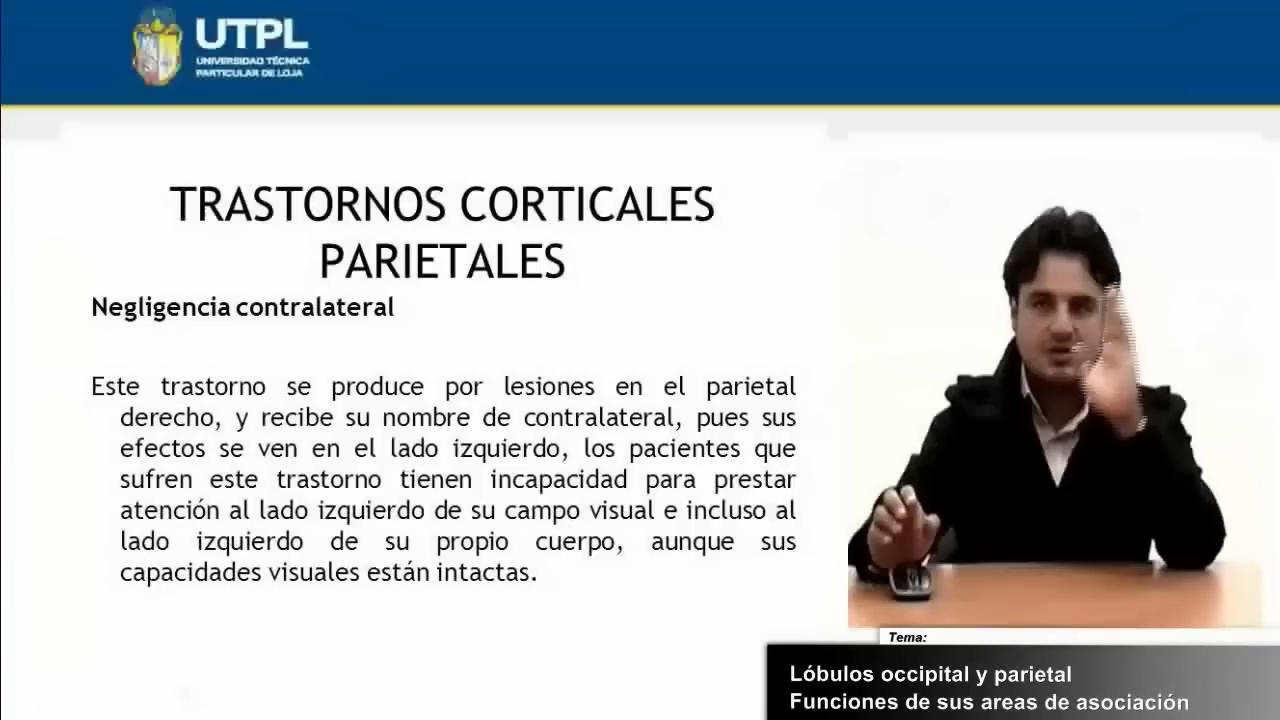 UTPL
UNIVERSIDAD TÉCNICA
PARTICULAR DE LOJA
TRASTORNOS CORTICALES
PARIETALES
Negligencia contralateral
Este trastorno se produce por lesiones en el parietal
derecho, y recibe su nombre de contralateral, pues sus
efectos se ven en el lado izquierdo, los pacientes que
sufren este trastorno tienen incapacidad para prestar
atención al lado izquierdo de su campo visual e incluso al
lado izquierdo de su propio cuerpo, aunque sus
capacidades visuales están intactas.
Tema:
Lóbulos occipital y parietal
Funciones de sus areas de asociación